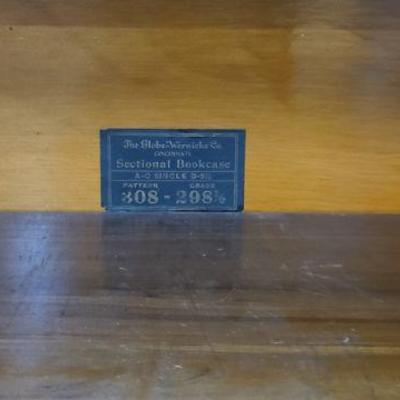 The Globe-Wernicke Co.
CINCINNATI
Sectional Bookcase
PATTERN GRADE
308 - 298½